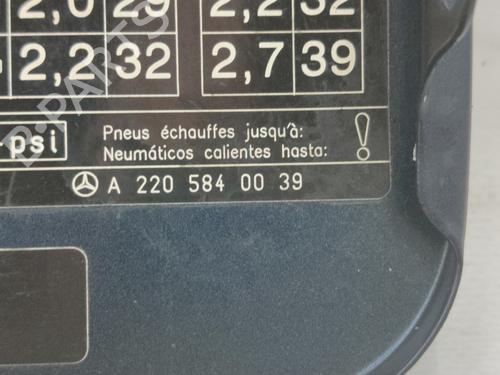 2,0 29 2,2 32
2,2 32 2,7 39
psi
Pneus échauffes jusqu'à: !
Neumáticos calientes hasta:
A 220 584 00 39
B-PARTS